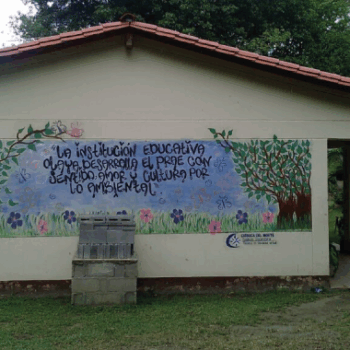 "LA INSTITUCIÓN EDUCATIVA
OLAYA, DESARROLLA EL PRAE CON
SENTIDO, AMOR Y CULTURA POR
LO AMBIENTAL"